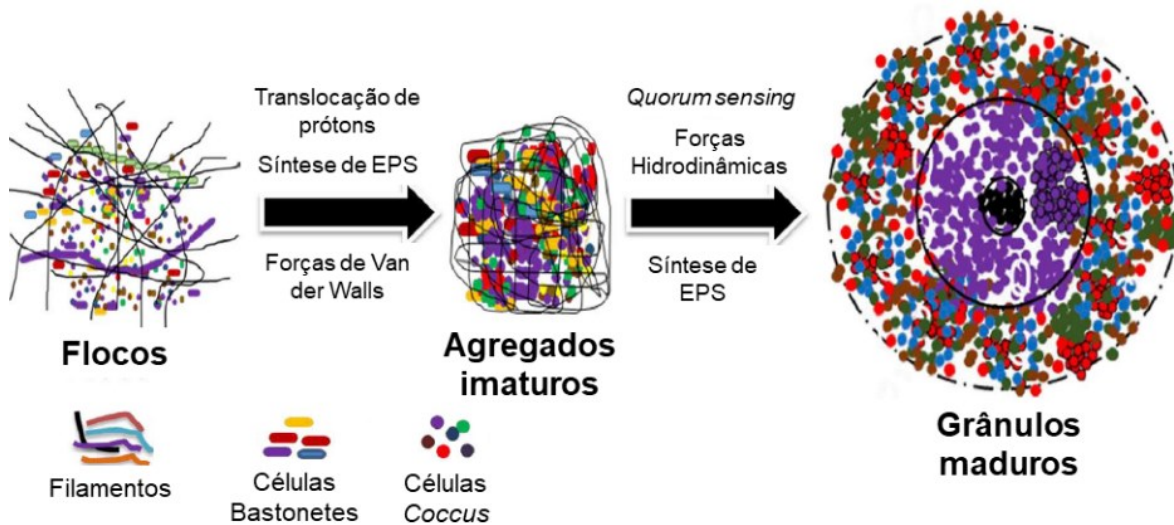 Translocação de
prótons
Síntese de EPS
Forças de Van
der Walls
Quorum sensing
Forças
Hidrodinâmicas
Síntese de
EPS
Flocos
Agregados
imaturos
Grânulos
maduros
Filamentos
Células
Bastonetes
Células
Coccus